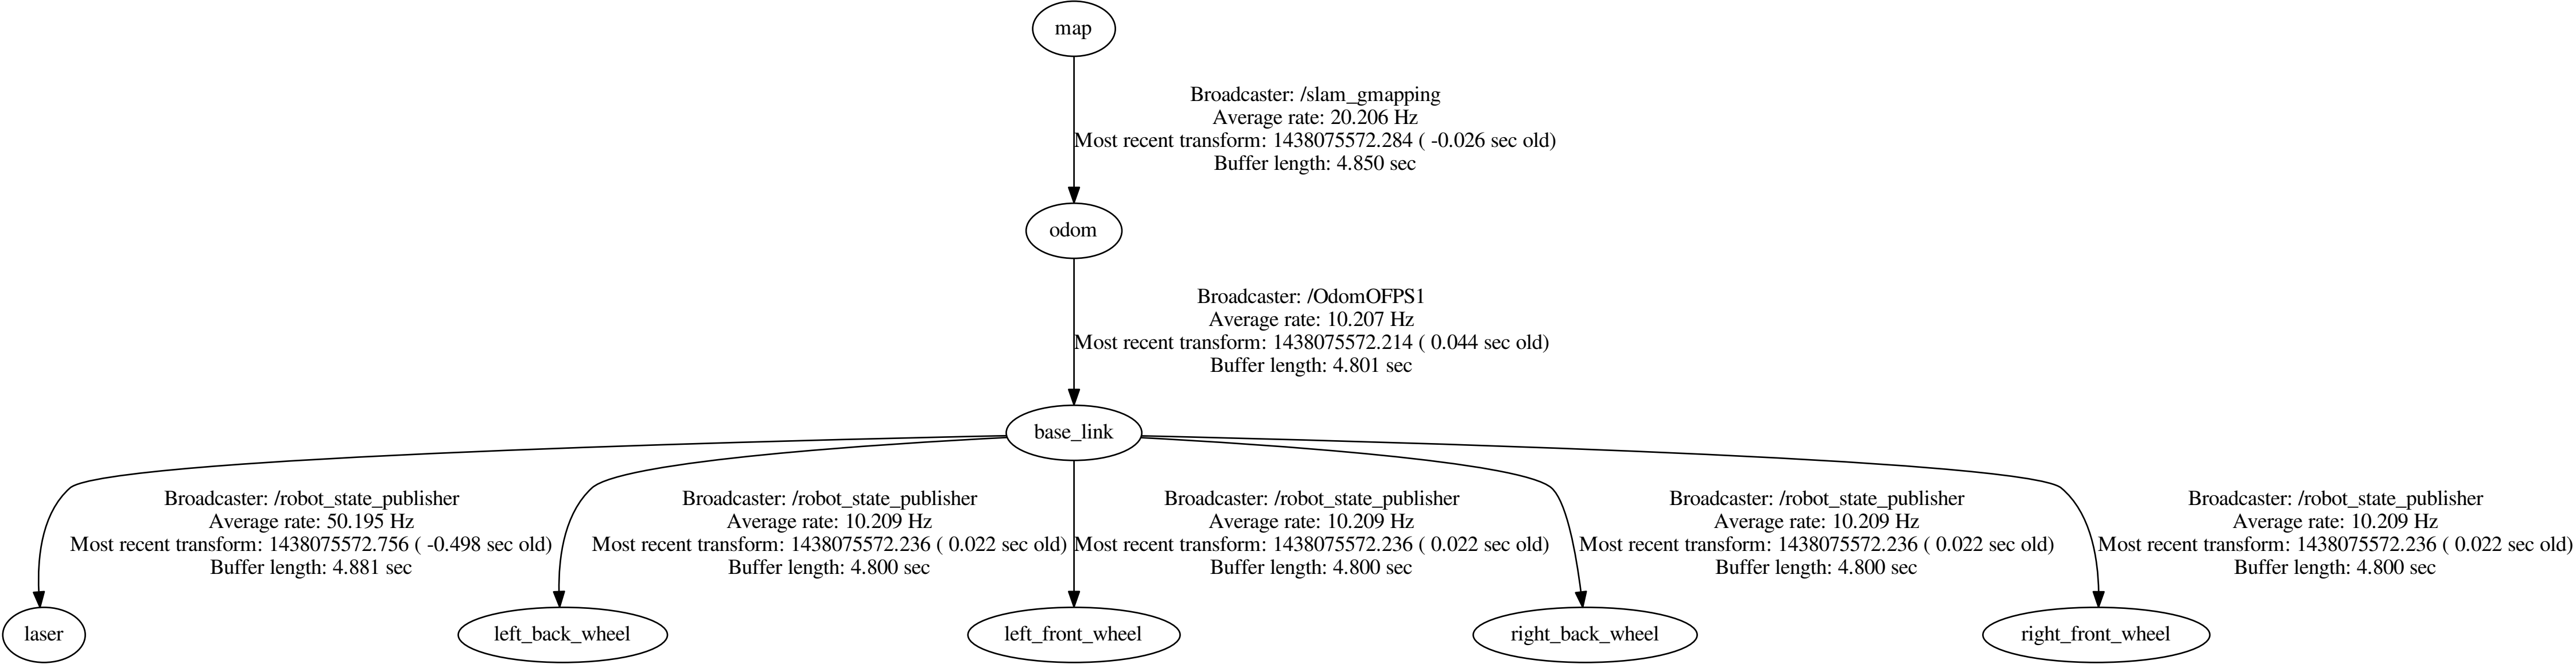 map
Broadcaster: /slam_gmapping
Average rate: 20.206 Hz
Most recent transform: 1438075572.284 ( -0.026 sec old)
Buffer length: 4.850 sec
odom
Broadcaster: /OdomOFPS1
Average rate: 10.207 Hz
Most recent transform: 1438075572.214 ( 0.044 sec old)
Buffer length: 4.801 sec
base_link
Broadcaster: /robot_state_publisher
Average rate: 50.195 Hz
Most recent transform: 1438075572.756 ( -0.498 sec old)
Buffer length: 4.881 sec
Broadcaster: /robot_state_publisher
Average rate: 10.209 Hz
Most recent transform: 1438075572.236 ( 0.022 sec old)
Buffer length: 4.800 sec
Broadcaster: /robot_state_publisher
Average rate: 10.209 Hz
Most recent transform: 1438075572.236 ( 0.022 sec old)
Buffer length: 4.800 sec
Broadcaster: /robot_state_publisher
Average rate: 10.209 Hz
Most recent transform: 1438075572.236 ( 0.022 sec old)
Buffer length: 4.800 sec
Broadcaster: /robot_state_publisher
Average rate: 10.209 Hz
Most recent transform: 1438075572.236 ( 0.022 sec old)
Buffer length: 4.800 sec
laser
left_back_wheel
left_front_wheel
right_back_wheel
right_front_wheel